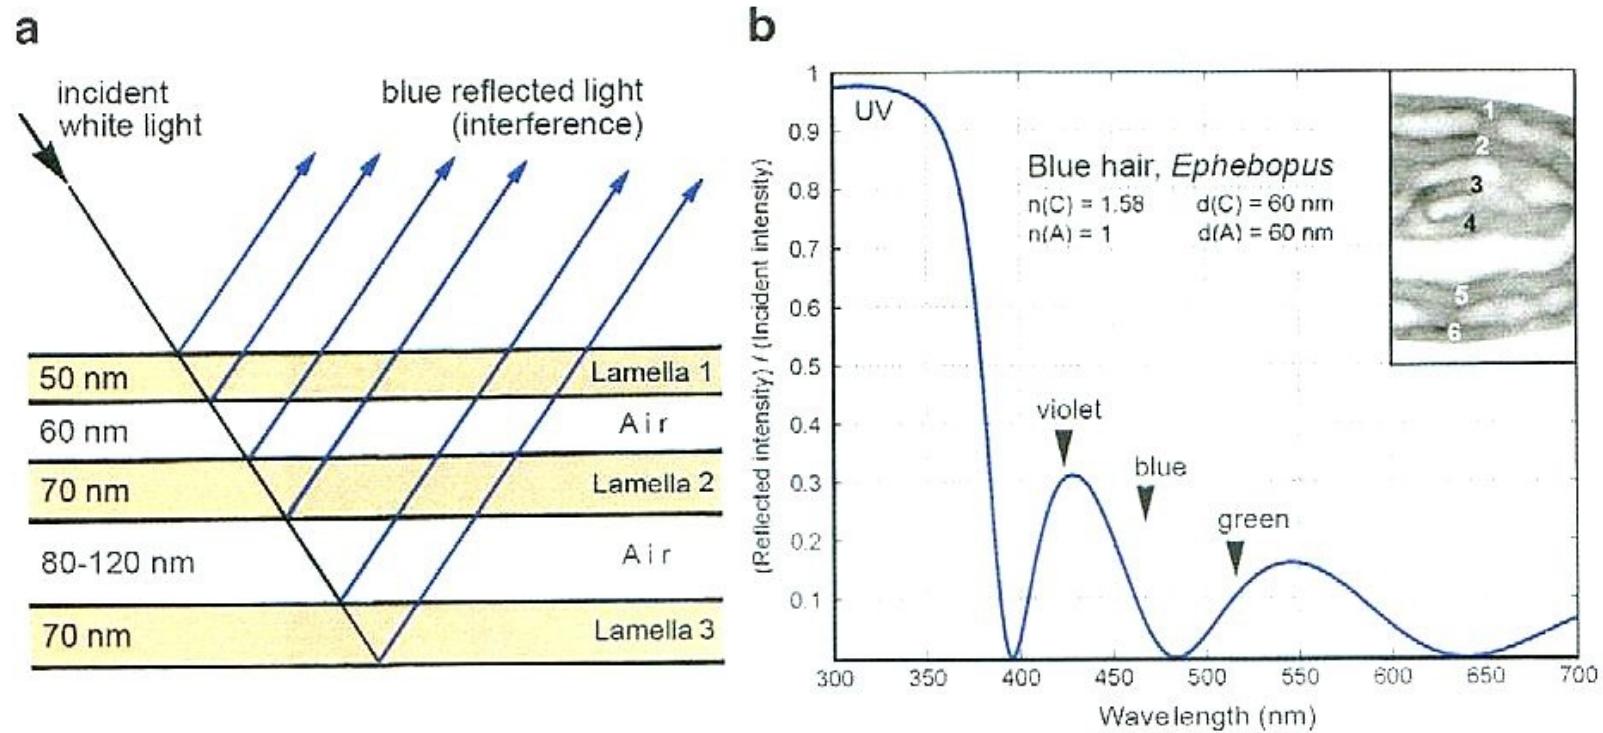 a
incident
white light
blue reflected light
(interference)
50 nm
Lamella 1
60 nm
Air
70 nm
Lamella 2
80-120 nm
Air
70 nm
Lamella 3
b
(Reflected intensity) / (Incident intensity)
1
0.9
0.8
0.7
0.6
0.5
0.4
0.3
0.2
0.1
UV
Blue hair, Ephebopus
n(C) = 1.58 d(C) = 60 nm
n(A) = 1 d(A) = 60 nm
1
2
3
4
5
6
violet
blue
green
300 350 400 450 500 550 600 650 700
Wavelength (nm)